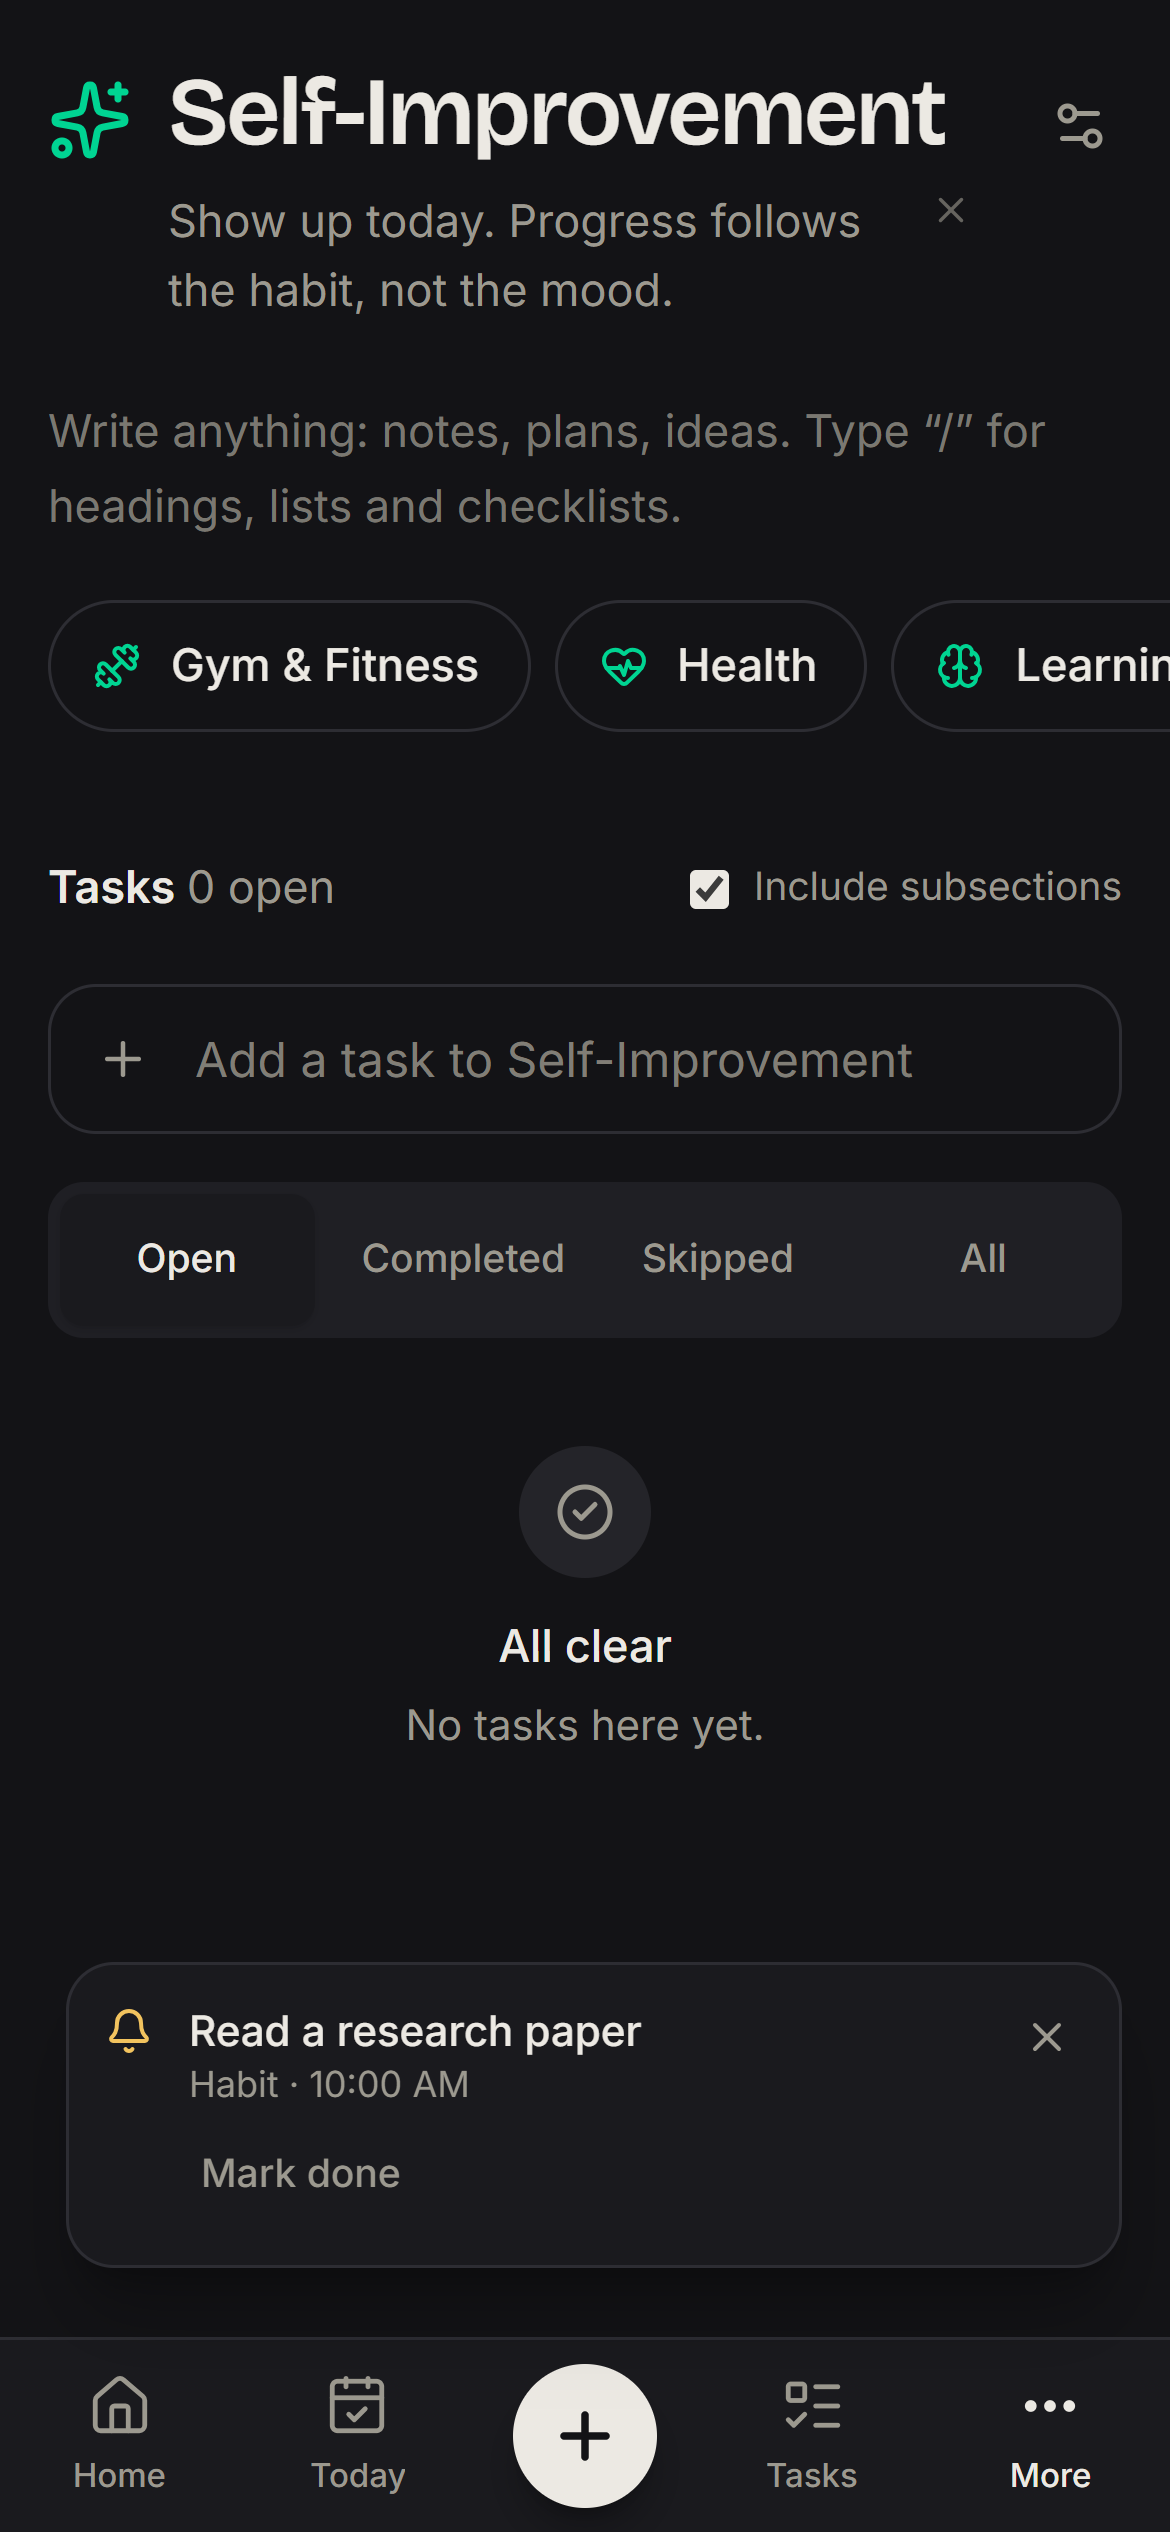 Self-Improvement
Show up today. Progress follows
the habit, not the mood.
Write anything: notes, plans, ideas. Type “/” for
headings, lists and checklists.
Gym & Fitness
Health
Learnin
Tasks 0 open
Include subsections
Add a task to Self-Improvement
Open
Completed
Skipped
All
All clear
No tasks here yet.
Read a research paper
Habit · 10:00 AM
Mark done
Home
Today
Tasks
More